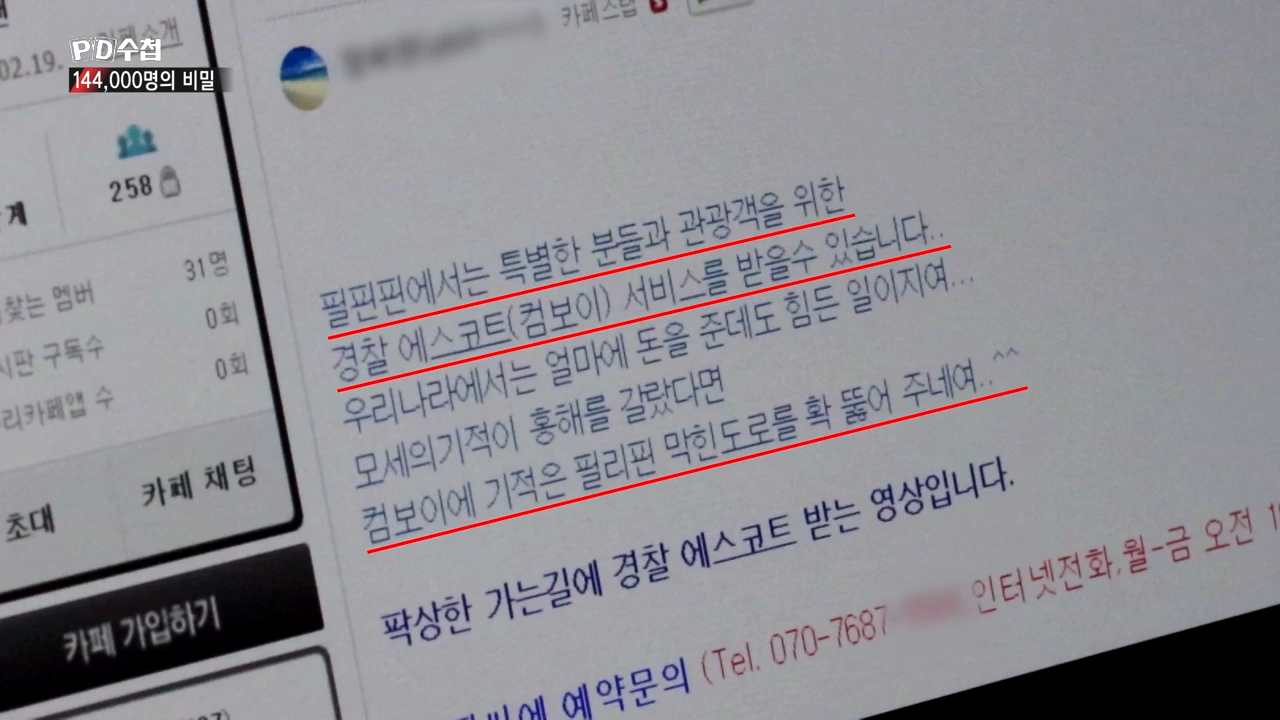 PD수첩
144,000명의 비밀
02.19.
카페스탭
258
31명
찾는 멤버
0회
시판 구독수
0회
리카페앱 수
초대
카페 채팅
카페 가입하기
필핀핀에서는 특별한 분들과 관광객을 위한
경찰 에스코트(컴보이) 서비스를 받을수 있습니다..
우리나라에서는 얼마에 돈을 준데도 힘든 일이지여...
모세의기적이 홍해를 갈랐다면
컴보이에 기적은 필리핀 막힌도로를 확 뚫어 주네여..^^
팍상한 가는길에 경찰 에스코트 받는 영상입니다.
예약문의 (Tel. 070-7687 인터넷전화,월-금 오전